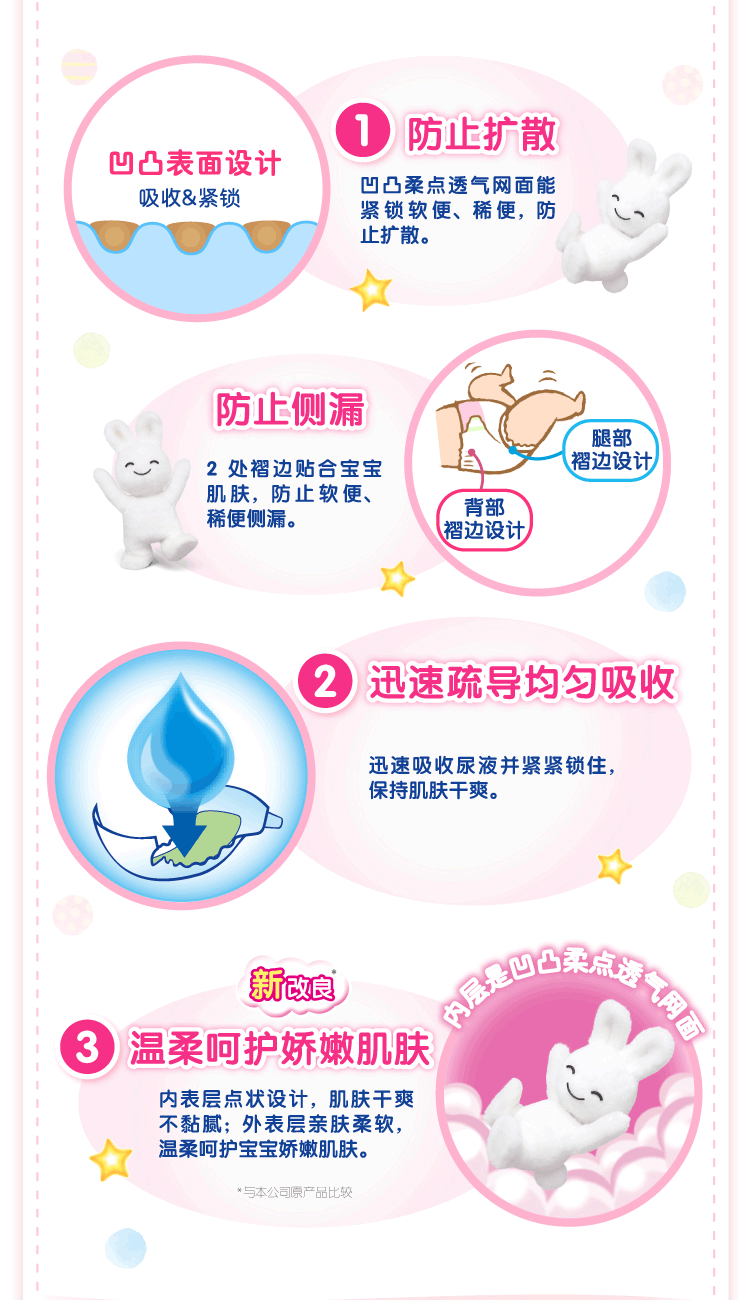 凹凸表面设计
吸收&紧锁
1 防止扩散
凹凸柔点透气网面能
紧锁软便、稀便，防
止扩散。
防止侧漏
2 处褶边贴合宝宝
肌肤，防止软便、
稀便侧漏。
腿部
褶边设计
背部
褶边设计
2 迅速疏导均匀吸收
迅速吸收尿液并紧紧锁住，
保持肌肤干爽。
新改良*
内层是凹凸柔点透气网面
3 温柔呵护娇嫩肌肤
内表层点状设计，肌肤干爽
不黏腻；外表层亲肤柔软，
温柔呵护宝宝娇嫩肌肤。
*与本公司原产品比较